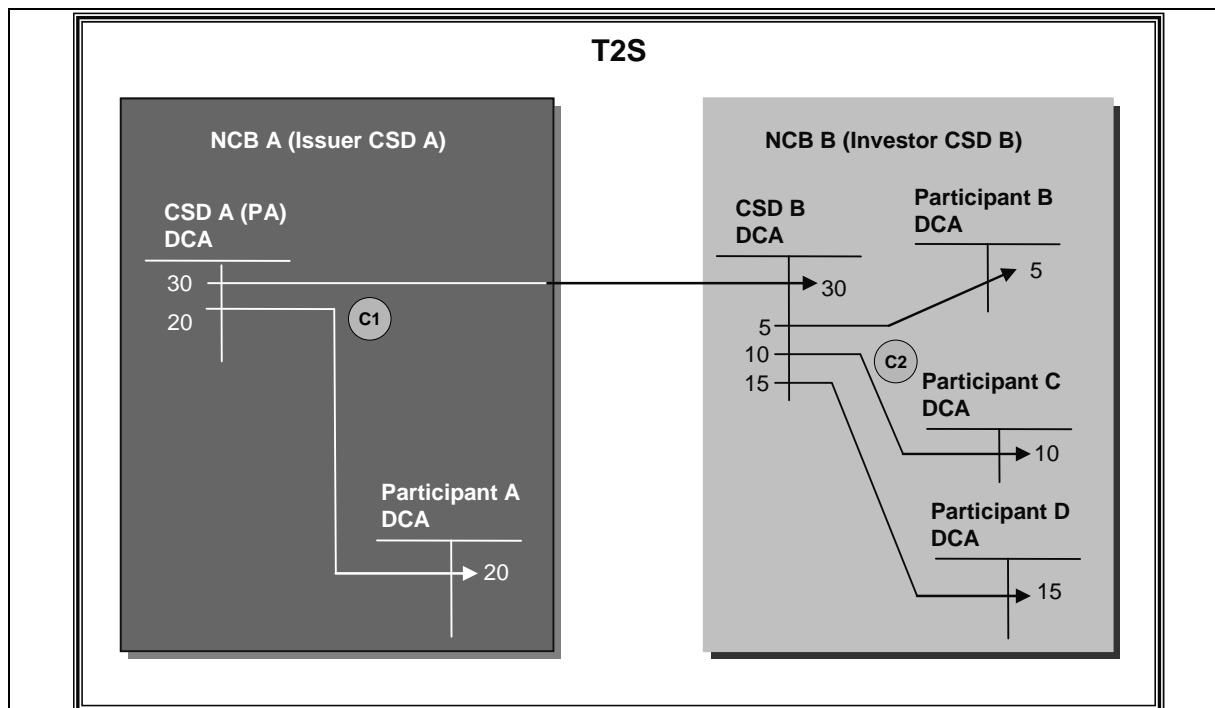 T2S
NCB A (Issuer CSD A)
CSD A (PA)
DCA
30
20
C1
Participant A
DCA
20
NCB B (Investor CSD B)
CSD B
DCA
30
5
10
15
C2
Participant B
DCA
5
Participant C
DCA
10
Participant D
DCA
15